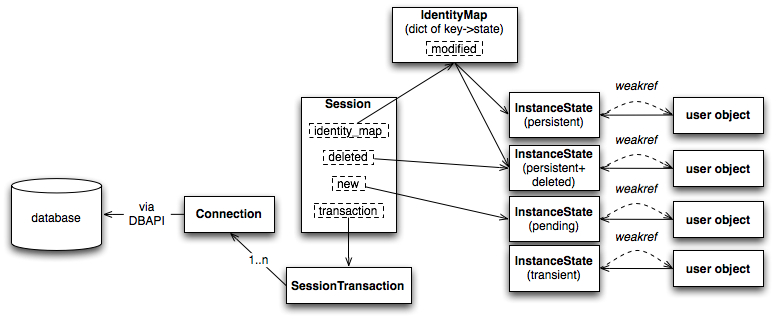 IdentityMap
(dict of key->state)
modified
Session
identity_map
deleted
new
transaction
InstanceState
(persistent)
weakref
user object
InstanceState
(persistent+
deleted)
weakref
user object
InstanceState
(pending)
weakref
user object
InstanceState
(transient)
weakref
user object
database
via
DBAPI
Connection
1..n
SessionTransaction